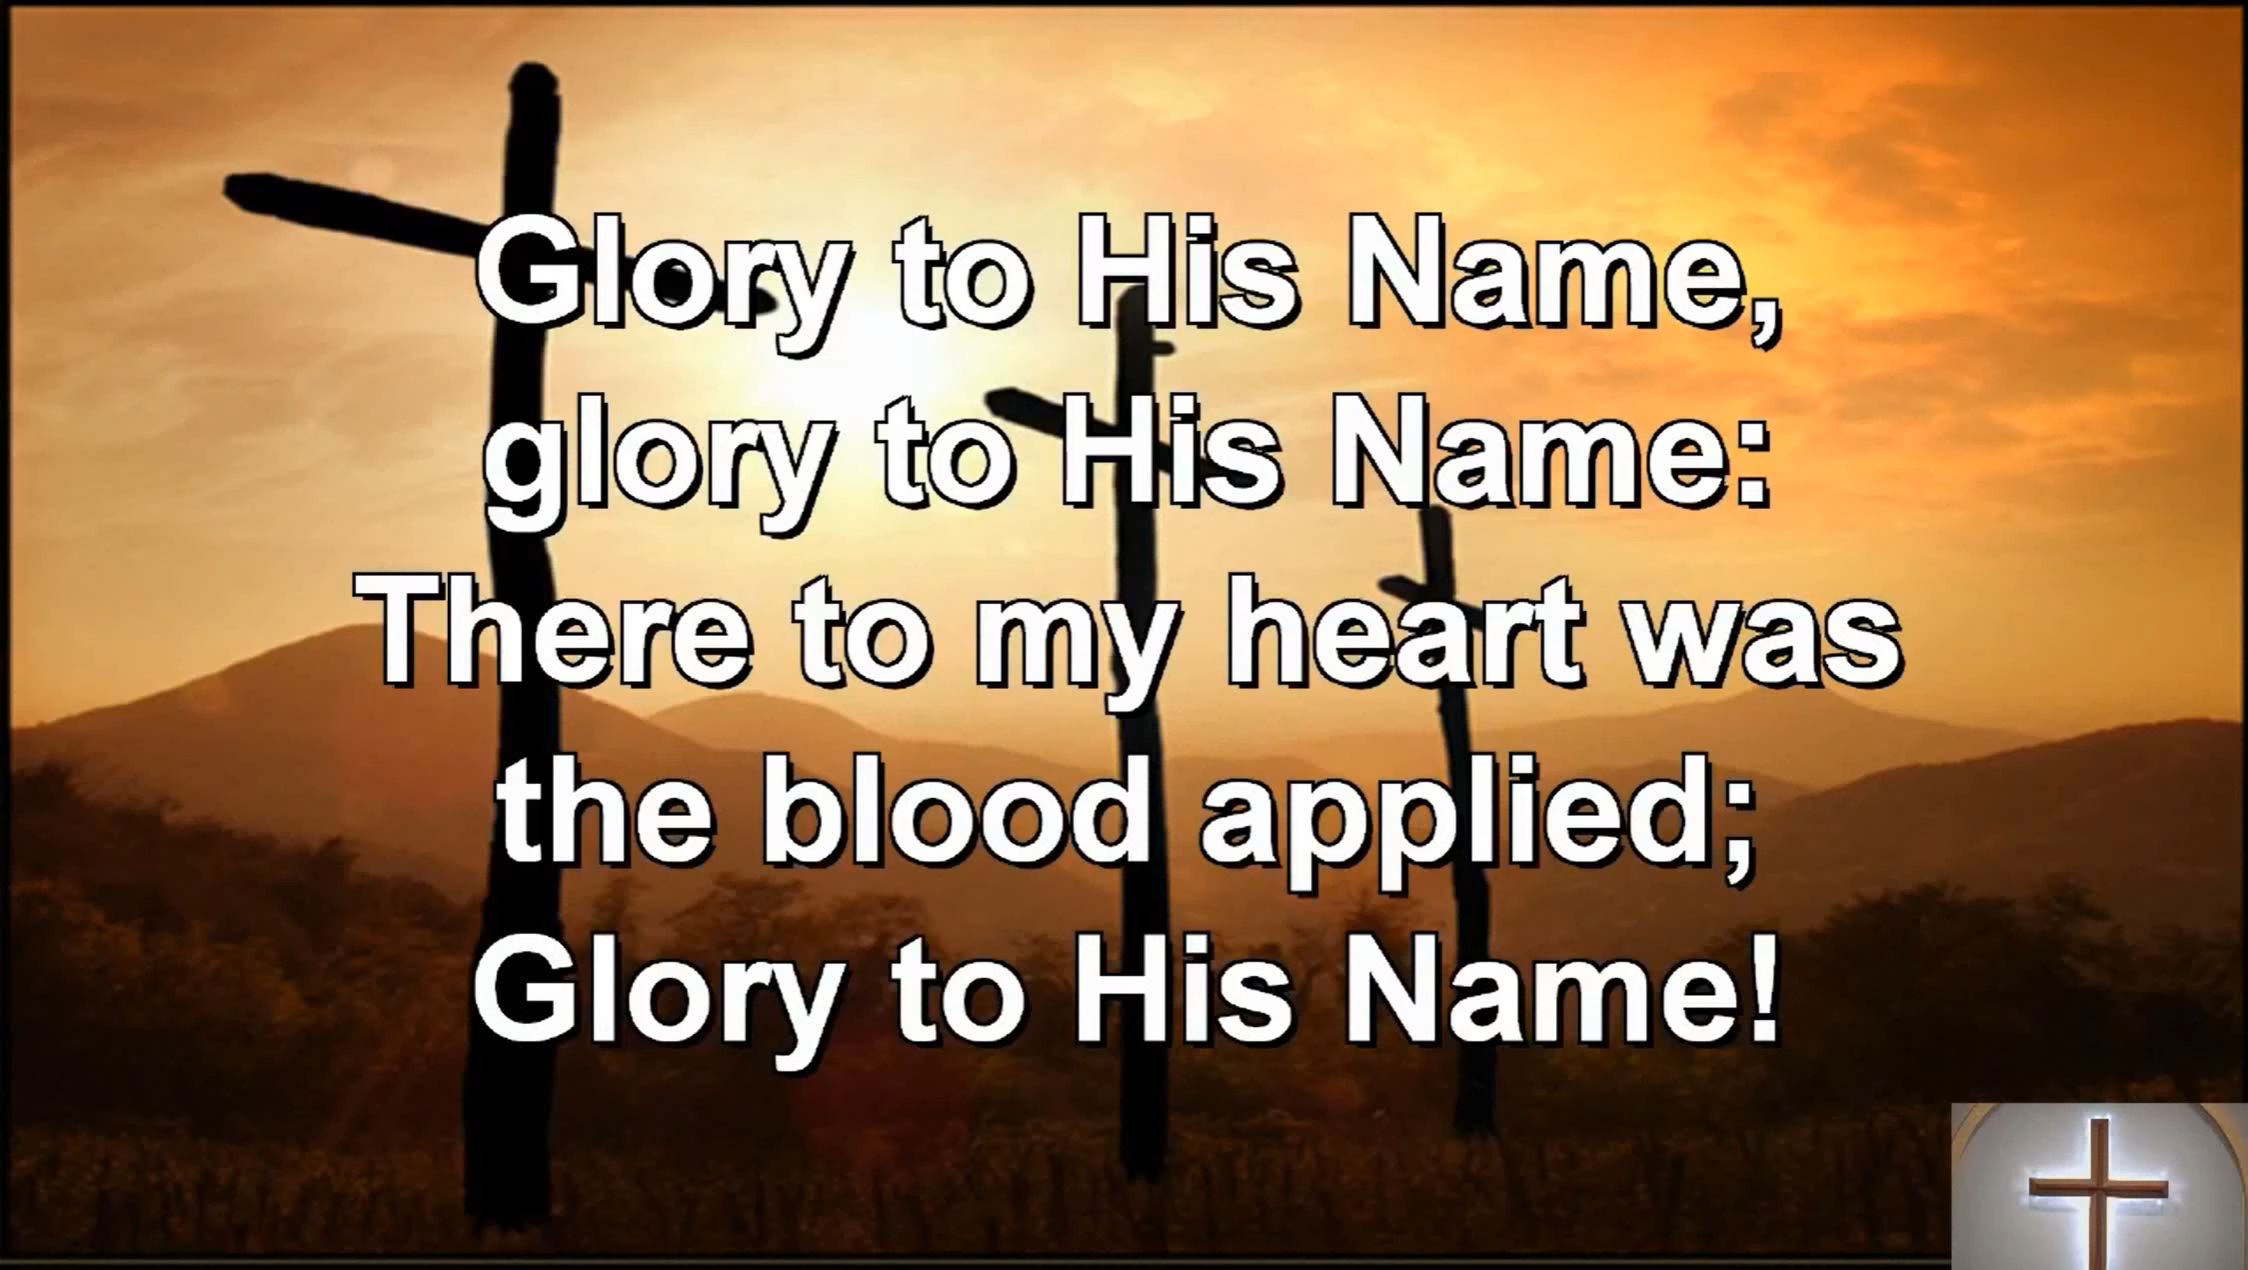 Glory to His Name,
glory to His Name:
There to my heart was
the blood applied;
Glory to His Name!